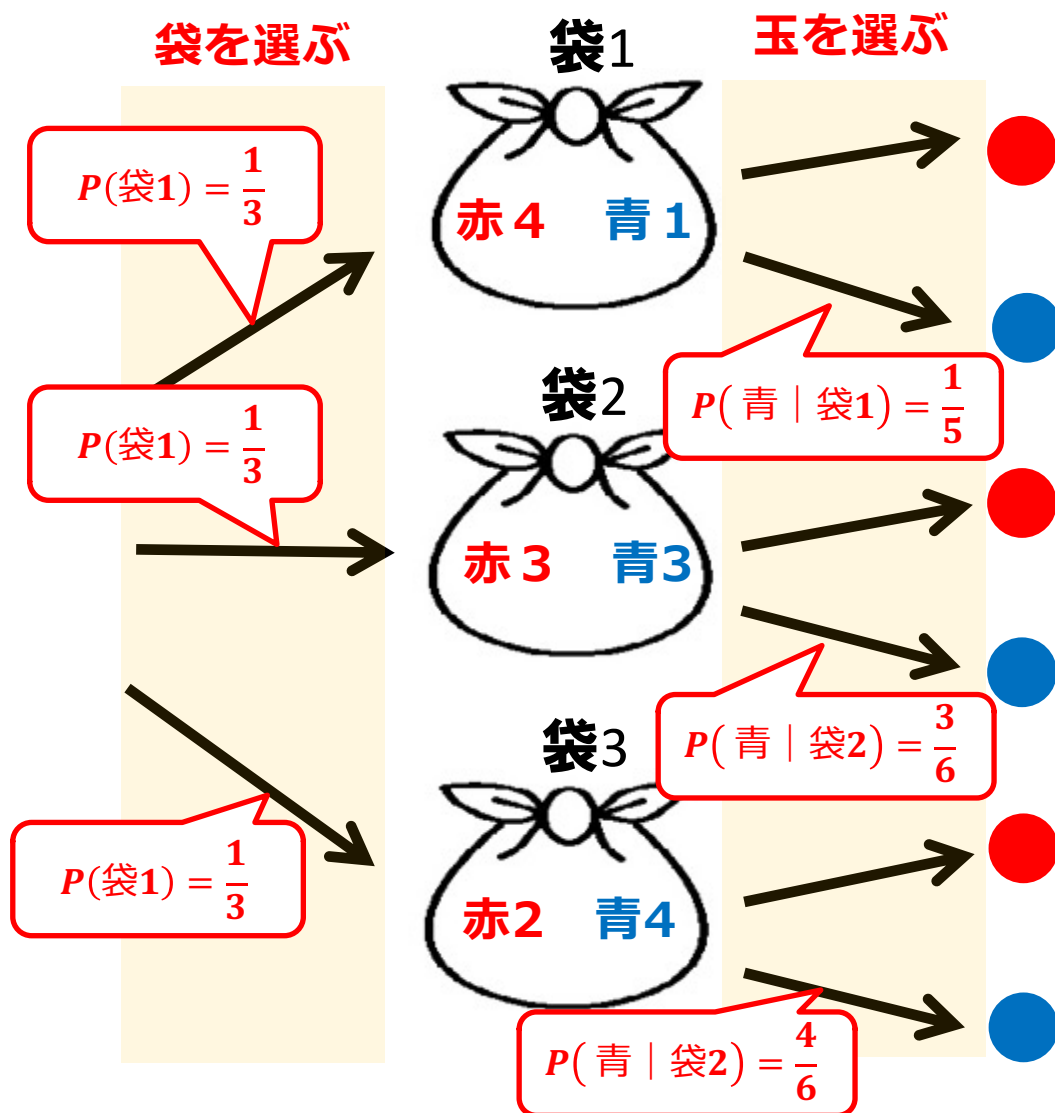 袋を選ぶ
袋1
玉を選ぶ
P(袋1) = 1/3
赤４ 青１
P(袋1) = 1/3
袋2
P( 青 | 袋1) = 1/5
赤３ 青3
袋3
P( 青 | 袋2) = 3/6
P(袋1) = 1/3
赤2 青4
P( 青 | 袋2) = 4/6